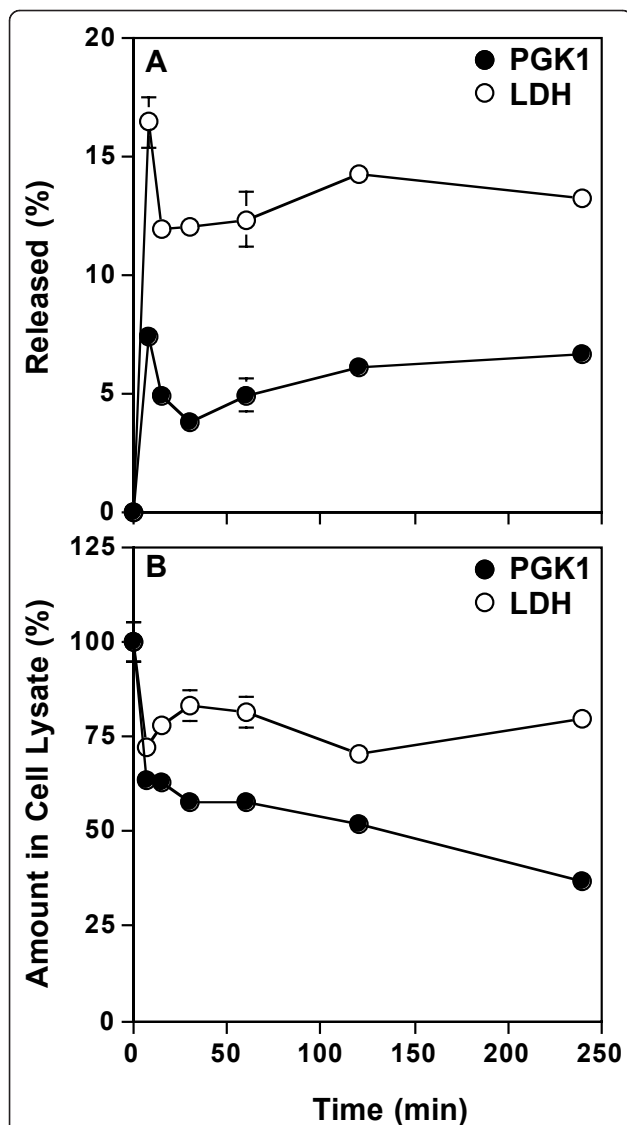 A
PGK1
LDH
Released (%)
20
15
10
5
0
B
PGK1
LDH
Amount in Cell Lysate (%)
125
100
75
50
25
0
0 50 100 150 200 250
Time (min)